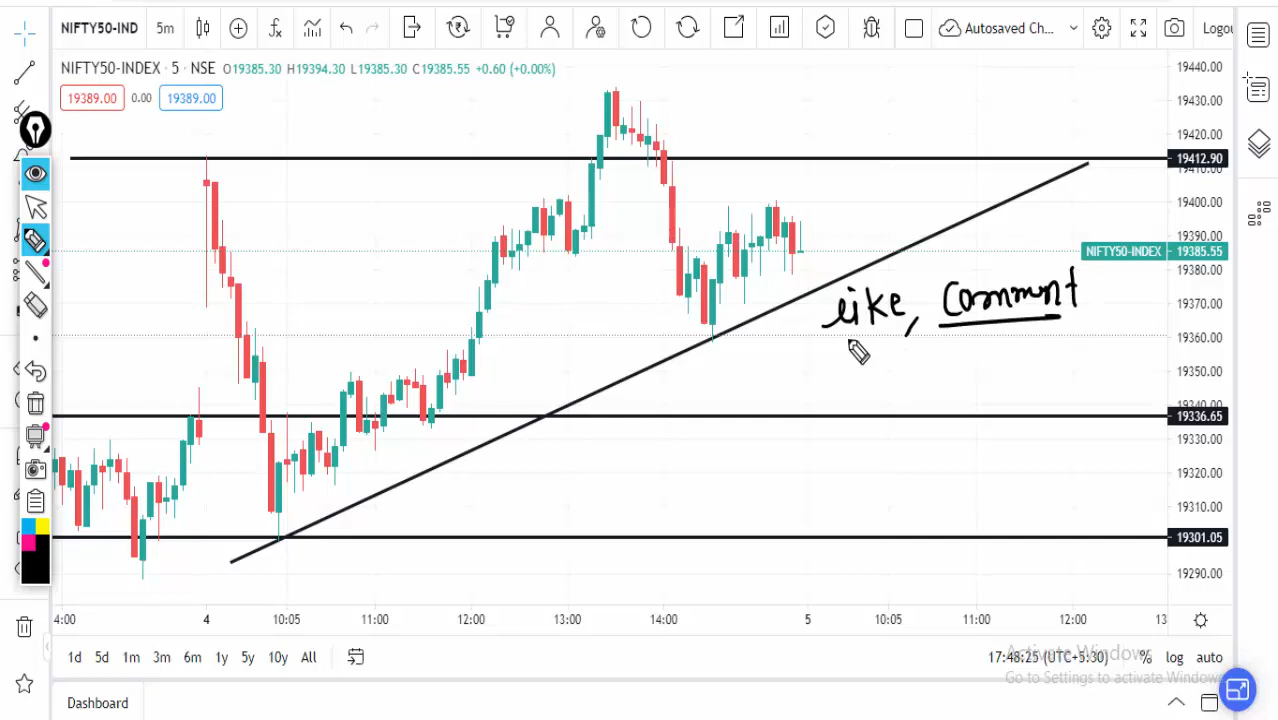 NIFTY50-IND 5m Autosaved Ch... Logou
NIFTY50-INDEX · 5 · NSE O19385.30 H19394.30 L19385.30 C19385.55 +0.60 (+0.00%)
19389.00 0.00 19389.00
19440.00
19430.00
19420.00
19412.90
19410.00
19400.00
19390.00
NIFTY50-INDEX 19385.55
19380.00
like, comment
19370.00
19360.00
19350.00
19340.00
19336.65
19330.00
19320.00
19310.00
19301.05
19290.00
4:00 4 10:05 11:00 12:00 13:00 14:00 5 10:05 11:00 12:00 13
1d 5d 1m 3m 6m 1y 5y 10y All 17:48:25 (UTC+5:30) % log auto
Activate Windows
Go to Settings to activate Windows
Dashboard